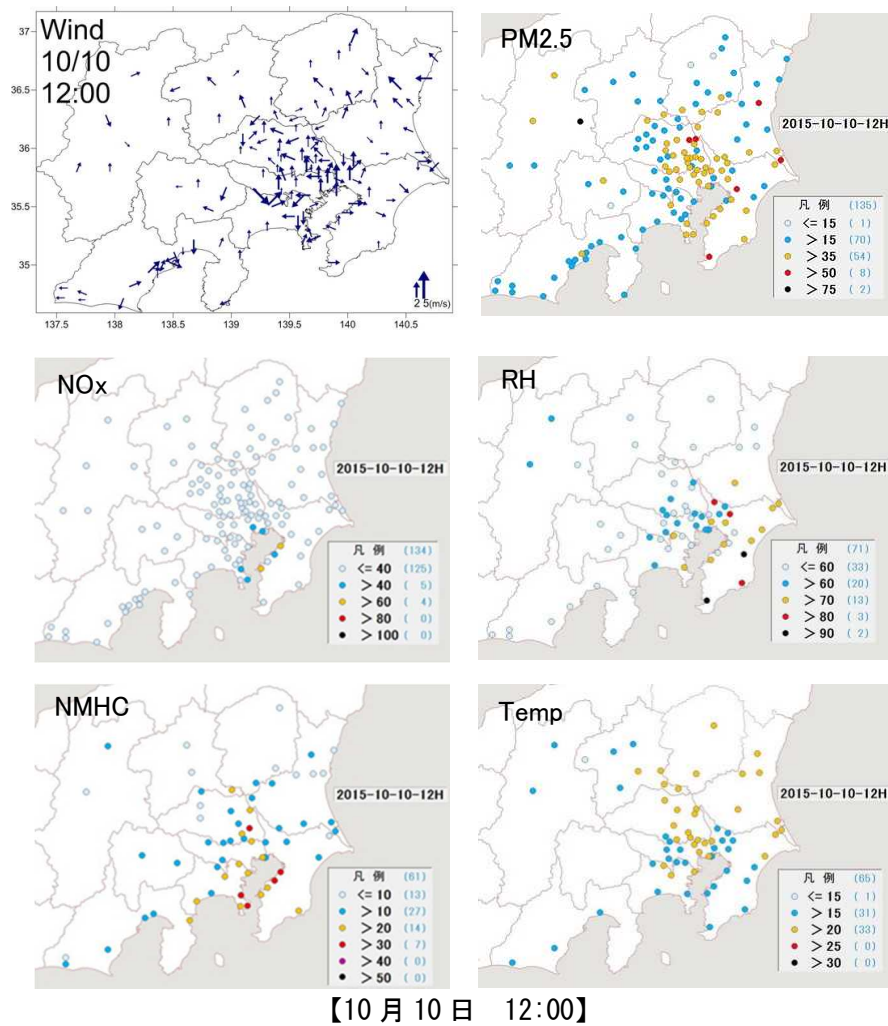 Wind
10/10
12:00
37
36.5
36
35.5
35
137.5 138 138.5 139 139.5 140 140.5
2 5(m/s)
PM2.5
2015-10-10-12H
凡 例 (135)
<= 15 ( 1)
> 15 (70)
> 35 (54)
> 50 ( 8)
> 75 ( 2)
NOx
2015-10-10-12H
凡 例 (134)
<= 40 (125)
> 40 ( 5)
> 60 ( 4)
> 80 ( 0)
> 100 ( 0)
RH
2015-10-10-12H
凡 例 (71)
<= 60 (33)
> 60 (20)
> 70 (13)
> 80 ( 3)
> 90 ( 2)
NMHC
2015-10-10-12H
凡 例 (61)
<= 10 (13)
> 10 (27)
> 20 (14)
> 30 ( 7)
> 40 ( 0)
> 50 ( 0)
Temp
2015-10-10-12H
凡 例 (65)
<= 15 ( 1)
> 15 (31)
> 20 (33)
> 25 ( 0)
> 30 ( 0)
【10 月 10 日 12:00】